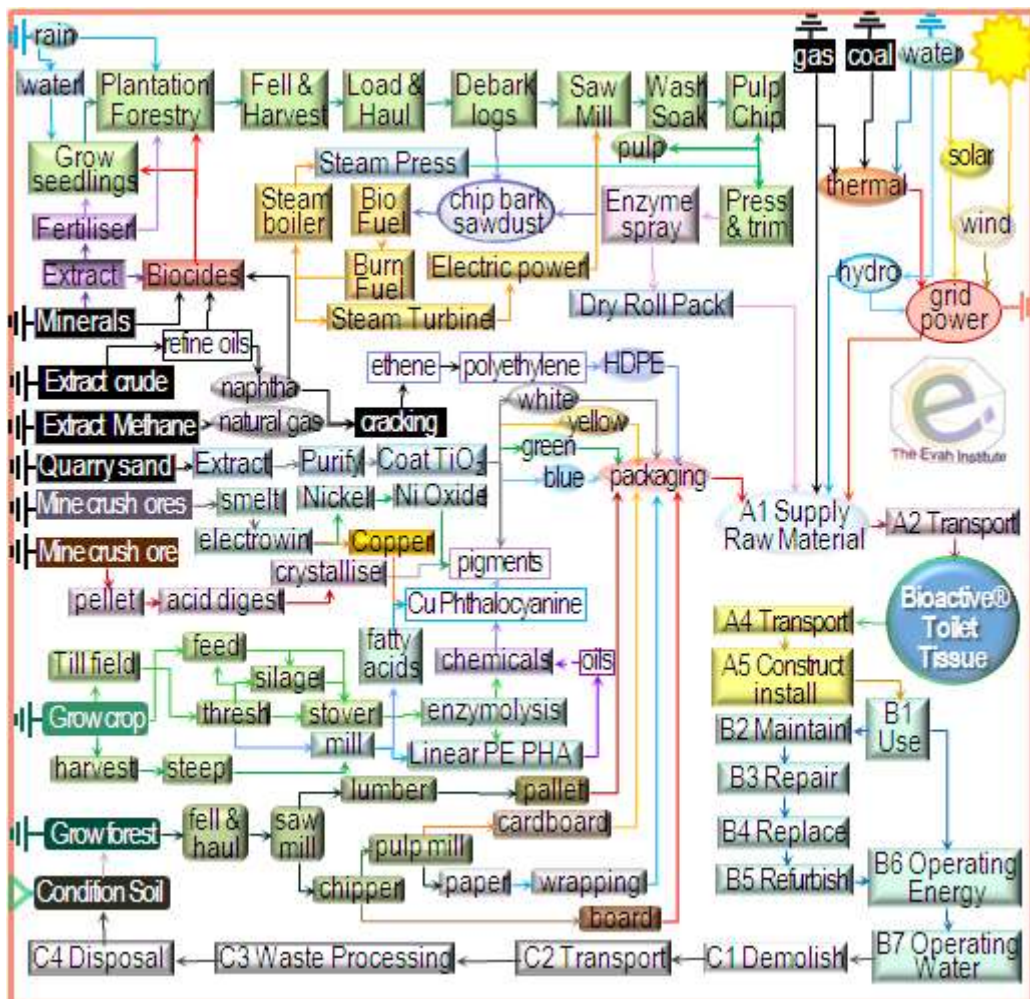 rain
gas
coal
water
water
Plantation
Forestry
Fell &
Harvest
Load &
Haul
Debark
logs
Saw
Mill
Wash
Soak
Pulp
Chip
Grow
seedlings
Steam Press
pulp
solar
thermal
Steam
boiler
Bio
Fuel
chip bark
sawdust
Enzyme
spray
Press
& trim
wind
Fertiliser
Extract
Biocides
Burn
Fuel
Electric power
hydro
grid
power
Minerals
Steam Turbine
Dry Roll Pack
refine oils
Extract crude
naphtha
ethene
polyethylene
HDPE
e.
The Evah Institute
Extract Methane
natural gas
cracking
white
yellow
green
Quarry sand
Extract
Purify
Coat TiO2
blue
packaging
Mine crush ores
smelt
Nickel
Ni Oxide
A1 Supply
Raw Material
A2 Transport
electrowin
Copper
Mine crush ore
crystallise
pigments
pellet
acid digest
Cu Phthalocyanine
Bioactive®
Toilet
Tissue
A4 Transport
fatty
acids
chemicals
oils
Till field
feed
silage
A5 Construct
install
Grow crop
thresh
stover
enzymolysis
B2 Maintain
B1
Use
mill
Linear PE PHA
harvest
steep
B3 Repair
lumber
pallet
cardboard
Grow forest
fell &
haul
saw
mill
pulp mill
B4 Replace
chipper
paper
wrapping
B5 Refurbish
B6 Operating
Energy
Condition Soil
board
C4 Disposal
C3 Waste Processing
C2 Transport
C1 Demolish
B7 Operating
Water